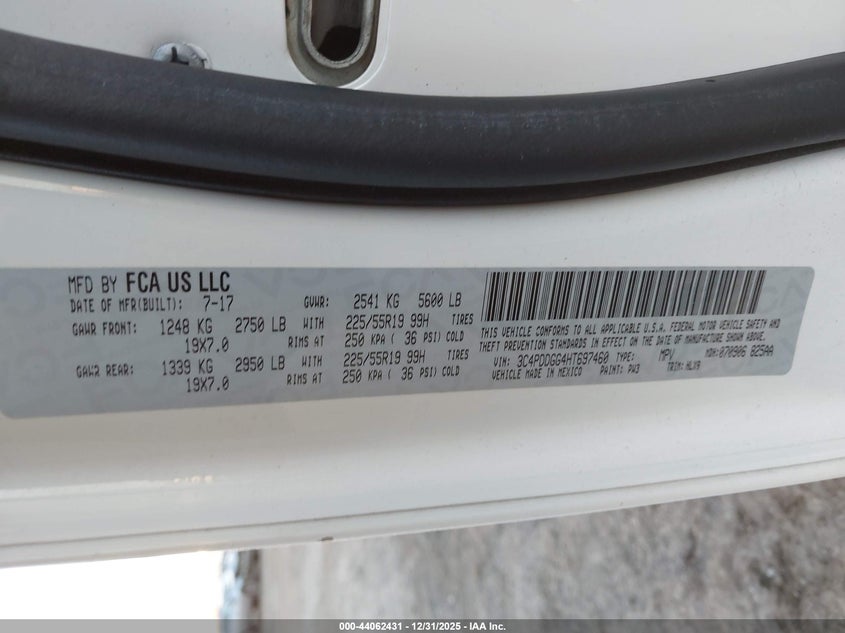 MFD BY FCA US LLC
DATE OF MFR(BUILT): 7-17 GVWR: 2541 KG 5600 LB
GAWR FRONT: 1248 KG 2750 LB WITH 225/55R19 99H TIRES
19X7.0 RIMS AT 250 KPA ( 36 PSI) COLD
GAWR REAR: 1339 KG 2950 LB WITH 225/55R19 99H TIRES
19X7.0 RIMS AT 250 KPA ( 36 PSI) COLD
THIS VEHICLE CONFORMS TO ALL APPLICABLE U.S.A. FEDERAL MOTOR VEHICLE SAFETY AND
THEFT PREVENTION STANDARDS IN EFFECT ON THE DATE OF MANUFACTURE SHOWN ABOVE.
VIN: 3C4PDDGG4HT697460 TYPE: MPV MDH:070906 825AA
VEHICLE MADE IN MEXICO PAINT: PW3 TRIM: HLX9
000-44062431 - 12/31/2025 - IAA Inc.